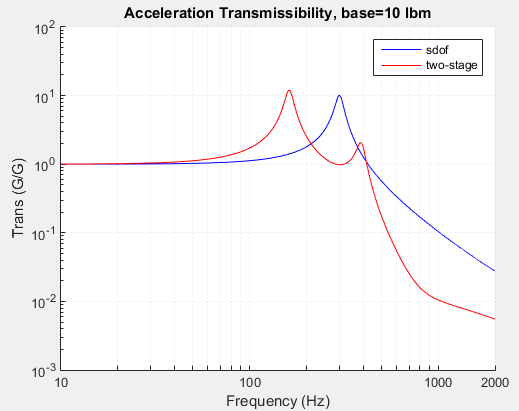 Acceleration Transmissibility, base=10 lbm
sdof
two-stage
Trans (G/G)
10^2
10^1
10^0
10^-1
10^-2
10^-3
10 100 1000 2000
Frequency (Hz)